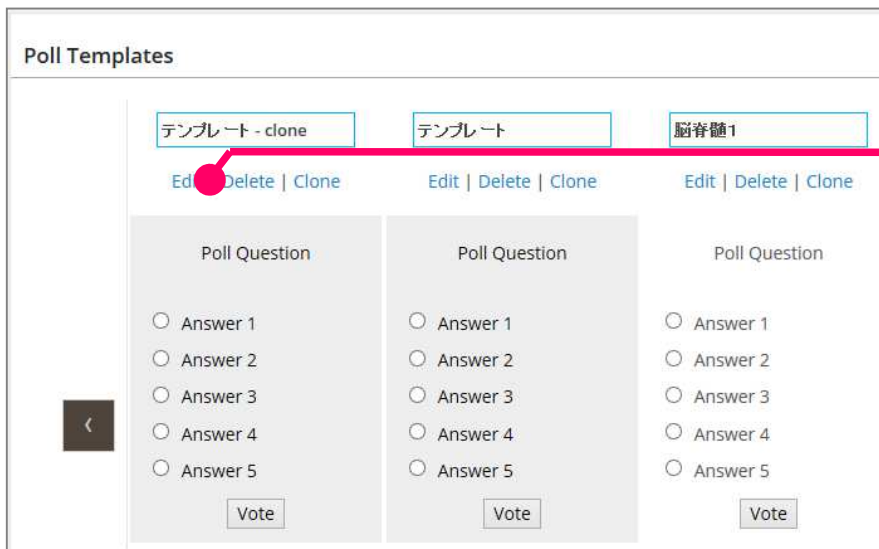 Poll Templates
テンプレート - clone テンプレート 脳脊髄1
Edit | Delete | Clone Edit | Delete | Clone Edit | Delete | Clone
Poll Question Poll Question Poll Question
Answer 1 Answer 1 Answer 1
Answer 2 Answer 2 Answer 2
Answer 3 Answer 3 Answer 3
Answer 4 Answer 4 Answer 4
Answer 5 Answer 5 Answer 5
Vote Vote Vote